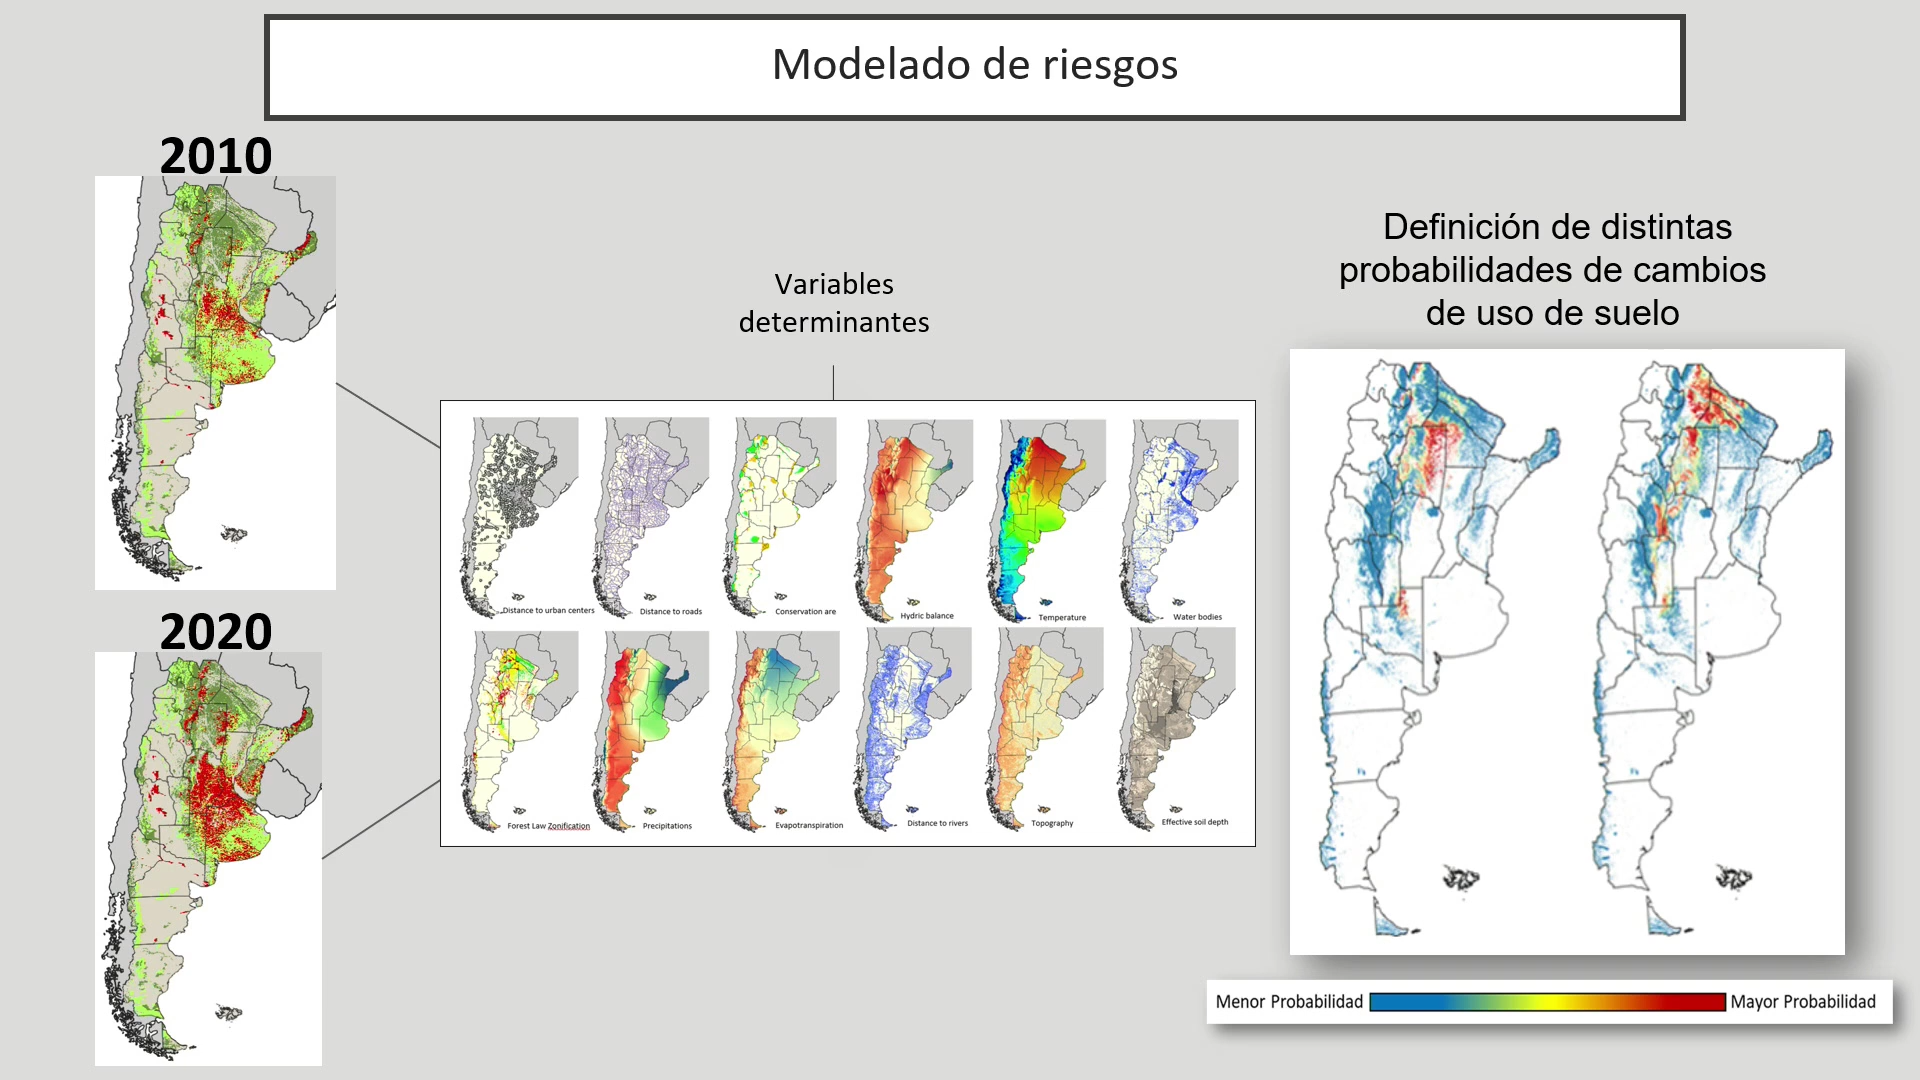 Modelado de riesgos
2010
2020
Variables
determinantes
Distance to urban centers
Distance to roads
Conservation are
Hydric balance
Temperature
Water bodies
Forest Law Zonification
Precipitations
Evapotranspiration
Distance to rivers
Topography
Effective soil depth
Definición de distintas
probabilidades de cambios
de uso de suelo
Menor Probabilidad
Mayor Probabilidad